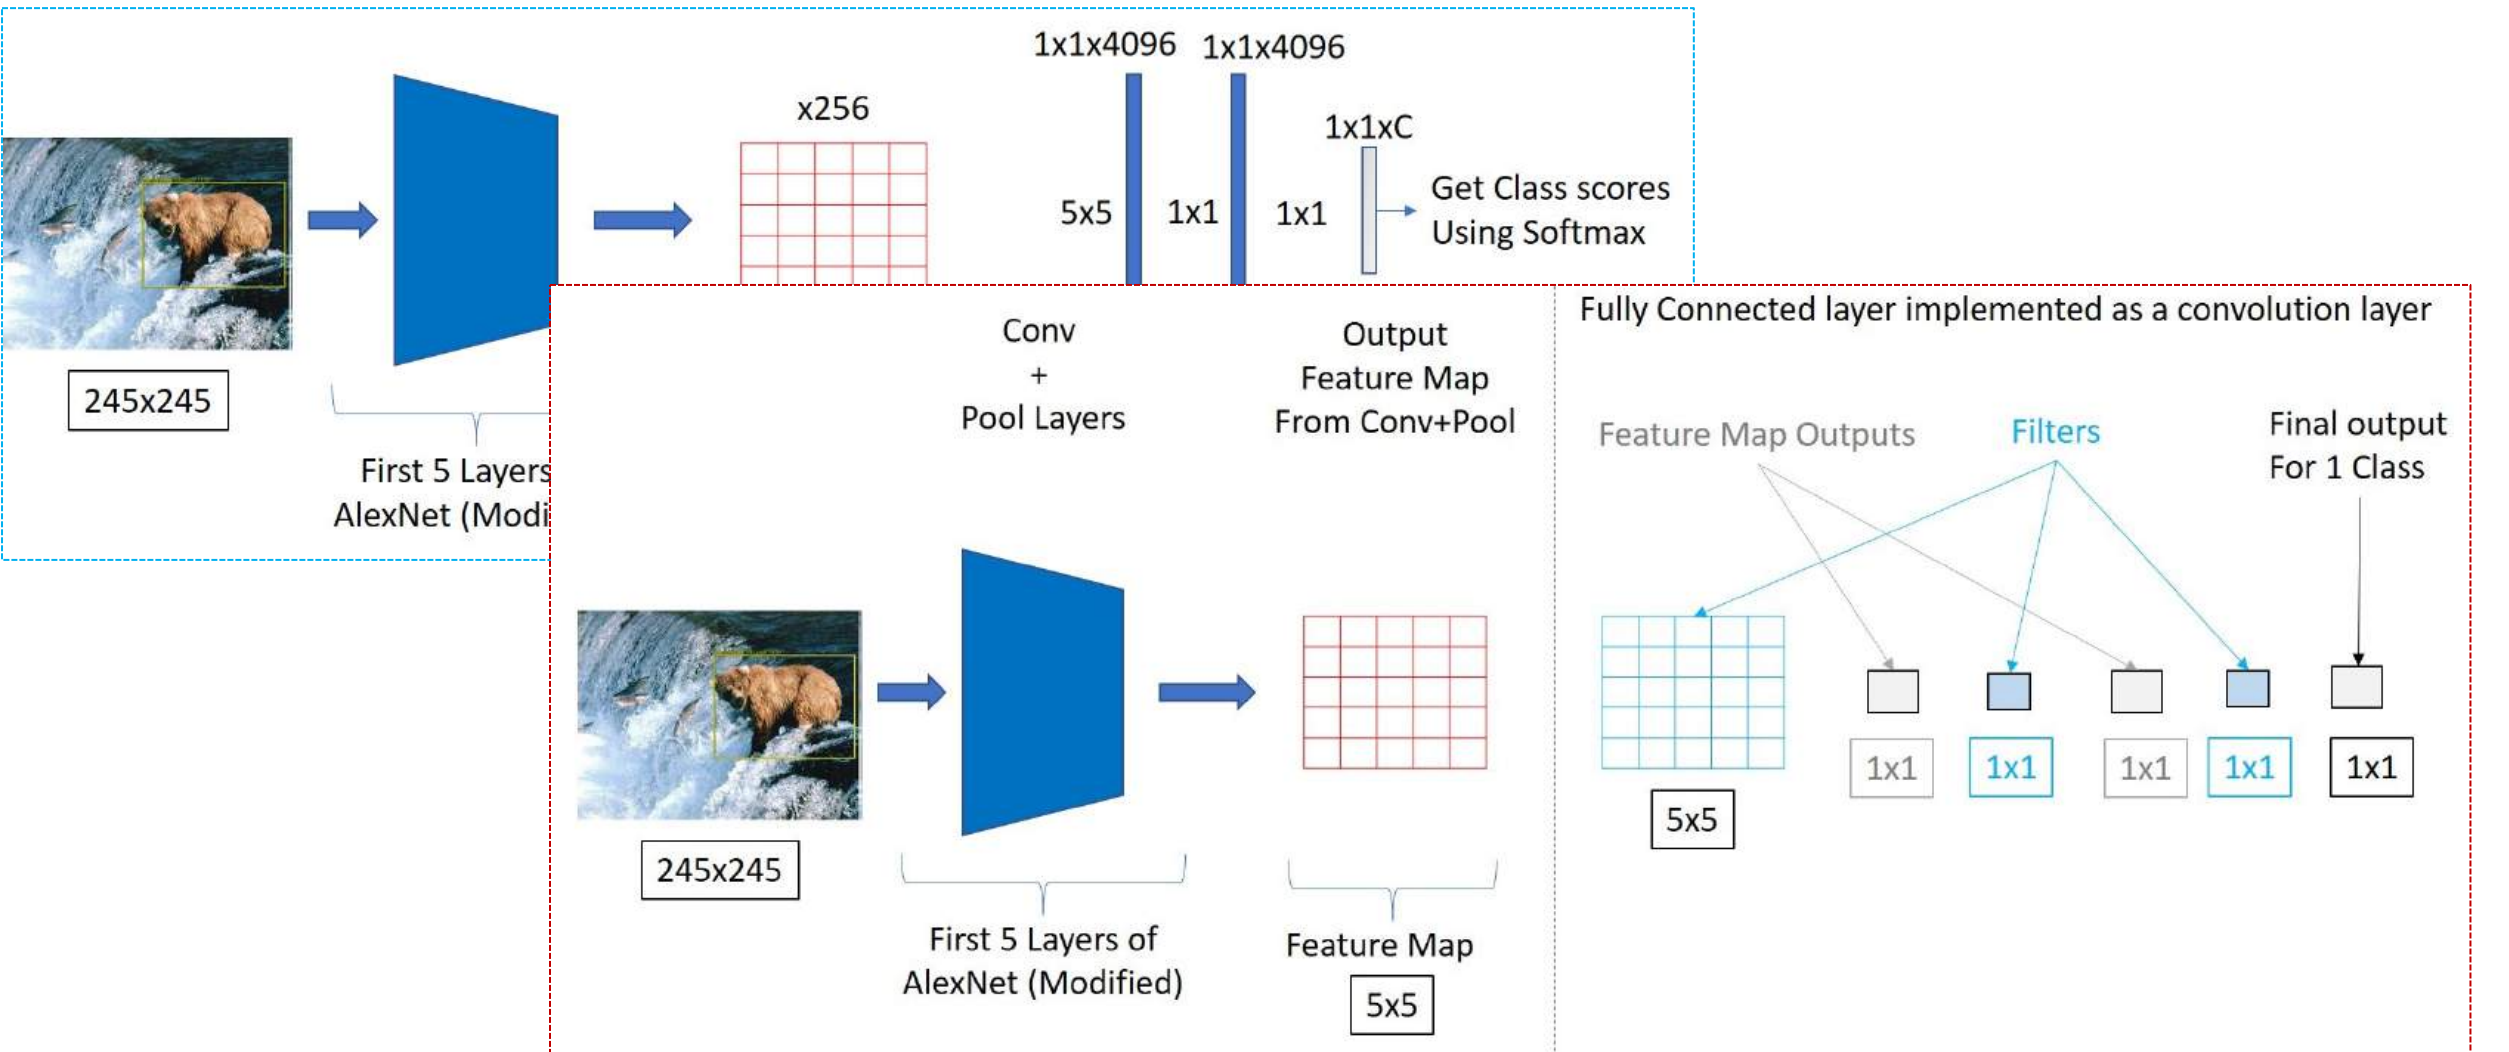 1x1x4096
1x1x4096
x256
1x1xC
5x5
1x1
1x1
Get Class scores
Using Softmax
245x245
First 5 Layers
AlexNet (Modi
Conv
+
Pool Layers
Output
Feature Map
From Conv+Pool
245x245
First 5 Layers of
AlexNet (Modified)
Feature Map
5x5
Fully Connected layer implemented as a convolution layer
Feature Map Outputs
Filters
Final output
For 1 Class
5x5
1x1
1x1
1x1
1x1
1x1